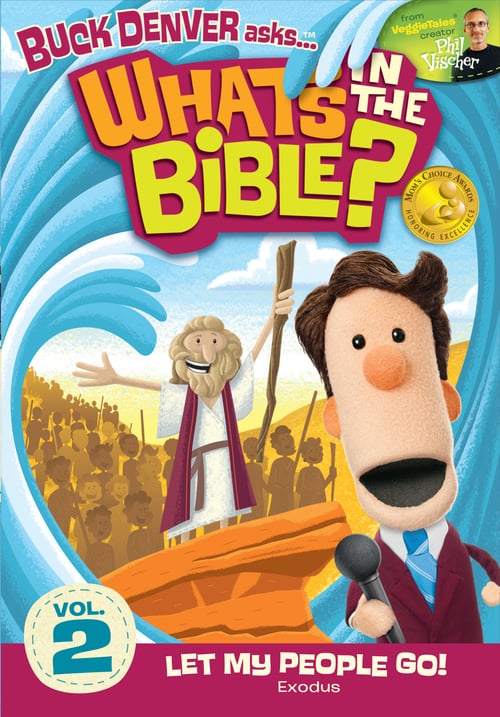 BUCK DENVER asks...™
WHAT'S IN THE BIBLE?
from
VeggieTales®
creator
Phil
Vischer
MOM'S CHOICE AWARDS
HONORING EXCELLENCE
VOL.
2
LET MY PEOPLE GO!
Exodus